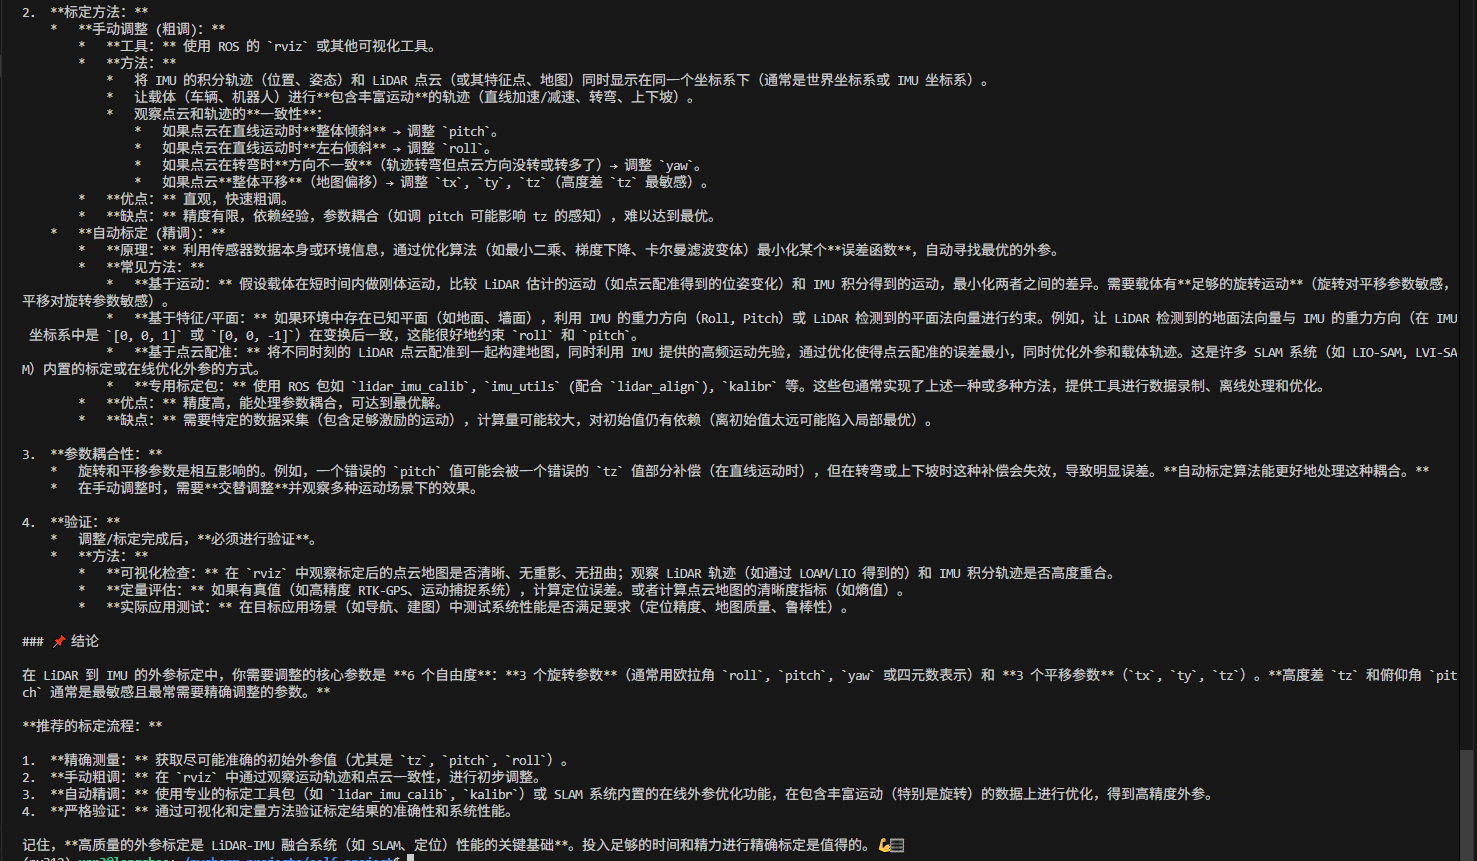 2.  **标定方法：**
    *   **手动调整 (粗调)：**
        *   **工具：** 使用 ROS 的 `rviz` 或其他可视化工具。
        *   **方法：**
            *   将 IMU 的积分轨迹（位置、姿态）和 LiDAR 点云（或其特征点、地图）同时显示在同一个坐标系下（通常是世界坐标系或 IMU 坐标系）。
            *   让载体（车辆、机器人）进行**包含丰富运动**的轨迹（直线加速/减速、转弯、上下坡）。
            *   观察点云和轨迹的**一致性**：
                *   如果点云在直线运动时**整体倾斜** → 调整 `pitch`。
                *   如果点云在直线运动时**左右倾斜** → 调整 `roll`。
                *   如果点云在转弯时**方向不一致**（轨迹转弯但点云方向没转或转多了）→ 调整 `yaw`。
                *   如果点云**整体平移**（地图偏移）→ 调整 `tx`, `ty`, `tz`（高度差 `tz` 最敏感）。
        *   **优点：** 直观，快速粗调。
        *   **缺点：** 精度有限，依赖经验，参数耦合（如调 pitch 可能影响 tz 的感知），难以达到最优。
    *   **自动标定 (精调)：**
        *   **原理：** 利用传感器数据本身或环境信息，通过优化算法（如最小二乘、梯度下降、卡尔曼滤波变体）最小化某个**误差函数**，自动寻找最优的外参。
        *   **常见方法：**
            *   **基于运动：** 假设载体在短时间内做刚体运动，比较 LiDAR 估计的运动（如点云配准得到的位姿变化）和 IMU 积分得到的运动，最小化两者之间的差异。需要载体有**足够的旋转运动**（旋转对平移参数敏感，
平移对旋转参数敏感）。
            *   **基于特征/平面：** 如果环境中存在已知平面（如地面、墙面），利用 IMU 的重力方向（Roll, Pitch）或 LiDAR 检测到的平面法向量进行约束。例如，让 LiDAR 检测到的地面法向量与 IMU 的重力方向（在 IMU
 坐标系中是 `[0, 0, 1]` 或 `[0, 0, -1]`）在变换后一致，这能很好地约束 `roll` 和 `pitch`。
            *   **基于点云配准：** 将不同时刻的 LiDAR 点云配准到一起构建地图，同时利用 IMU 提供的高频运动先验，通过优化使得点云配准的误差最小，同时优化外参和载体轨迹。这是许多 SLAM 系统（如 LIO-SAM, LVI-SA
M）内置的标定或在线优化外参的方式。
            *   **专用标定包：** 使用 ROS 包如 `lidar_imu_calib`, `imu_utils` (配合 `lidar_align`), `kalibr` 等。这些包通常实现了上述一种或多种方法，提供工具进行数据录制、离线处理和优化。
        *   **优点：** 精度高，能处理参数耦合，可达到最优解。
        *   **缺点：** 需要特定的数据采集（包含足够激励的运动），计算量可能较大，对初始值仍有依赖（离初始值太远可能陷入局部最优）。

3.  **参数耦合性：**
    *   旋转和平移参数是相互影响的。例如，一个错误的 `pitch` 值可能会被一个错误的 `tz` 值部分补偿（在直线运动时），但在转弯或上下坡时这种补偿会失效，导致明显误差。**自动标定算法能更好地处理这种耦合。**
    *   在手动调整时，需要**交替调整**并观察多种运动场景下的效果。

4.  **验证：**
    *   调整/标定完成后，**必须进行验证**。
    *   **方法：**
        *   **可视化检查：** 在 `rviz` 中观察标定后的点云地图是否清晰、无重影、无扭曲；观察 LiDAR 轨迹（如通过 LOAM/LIO 得到的）和 IMU 积分轨迹是否高度重合。
        *   **定量评估：** 如果有真值（如高精度 RTK-GPS、运动捕捉系统），计算定位误差。或者计算点云地图的清晰度指标（如熵值）。
        *   **实际应用测试：** 在目标应用场景（如导航、建图）中测试系统性能是否满足要求（定位精度、地图质量、鲁棒性）。

### 📌 结论

在 LiDAR 到 IMU 的外参标定中，你需要调整的核心参数是 **6 个自由度**：**3 个旋转参数**（通常用欧拉角 `roll`, `pitch`, `yaw` 或四元数表示）和 **3 个平移参数**（`tx`, `ty`, `tz`）。**高度差 `tz` 和俯仰角 `pit
ch` 通常是最敏感且最常需要精确调整的参数。**

**推荐的标定流程：**

1.  **精确测量：** 获取尽可能准确的初始外参值（尤其是 `tz`, `pitch`, `roll`）。
2.  **手动粗调：** 在 `rviz` 中通过观察运动轨迹和点云一致性，进行初步调整。
3.  **自动精调：** 使用专业的标定工具包（如 `lidar_imu_calib`, `kalibr`）或 SLAM 系统内置的在线外参优化功能，在包含丰富运动（特别是旋转）的数据上进行优化，得到高精度外参。
4.  **严格验证：** 通过可视化和定量方法验证标定结果的准确性和系统性能。

记住，**高质量的外参标定是 LiDAR-IMU 融合系统（如 SLAM、定位）性能的关键基础**。投入足够的时间和精力进行精确标定是值得的。💪